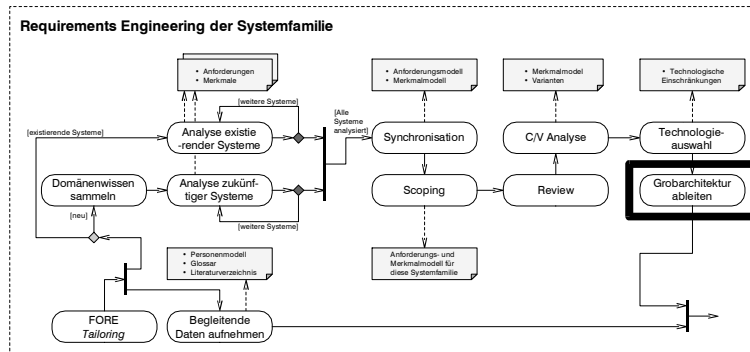 Requirements Engineering der Systemfamilie
• Anforderungen
• Merkmale
• Anforderungsmodell
• Merkmalmodell
• Merkmalmodel
• Varianten
• Technologische
Einschränkungen
[weitere Systeme]
[Alle
Systeme
analysiert]
[existierende Systeme]
Analyse existie
-render Systeme
Synchronisation
C/V Analyse
Technologie-
auswahl
Domänenwissen
sammeln
Analyse zukünf-
tiger Systeme
Scoping
Review
Grobarchitektur
ableiten
[neu]
[weitere Systeme]
• Personenmodell
• Glossar
• Literaturverzeichnis
Anforderungs- und
Merkmalmodell für
diese Systemfamilie
FORE
Tailoring
Begleitende
Daten aufnehmen